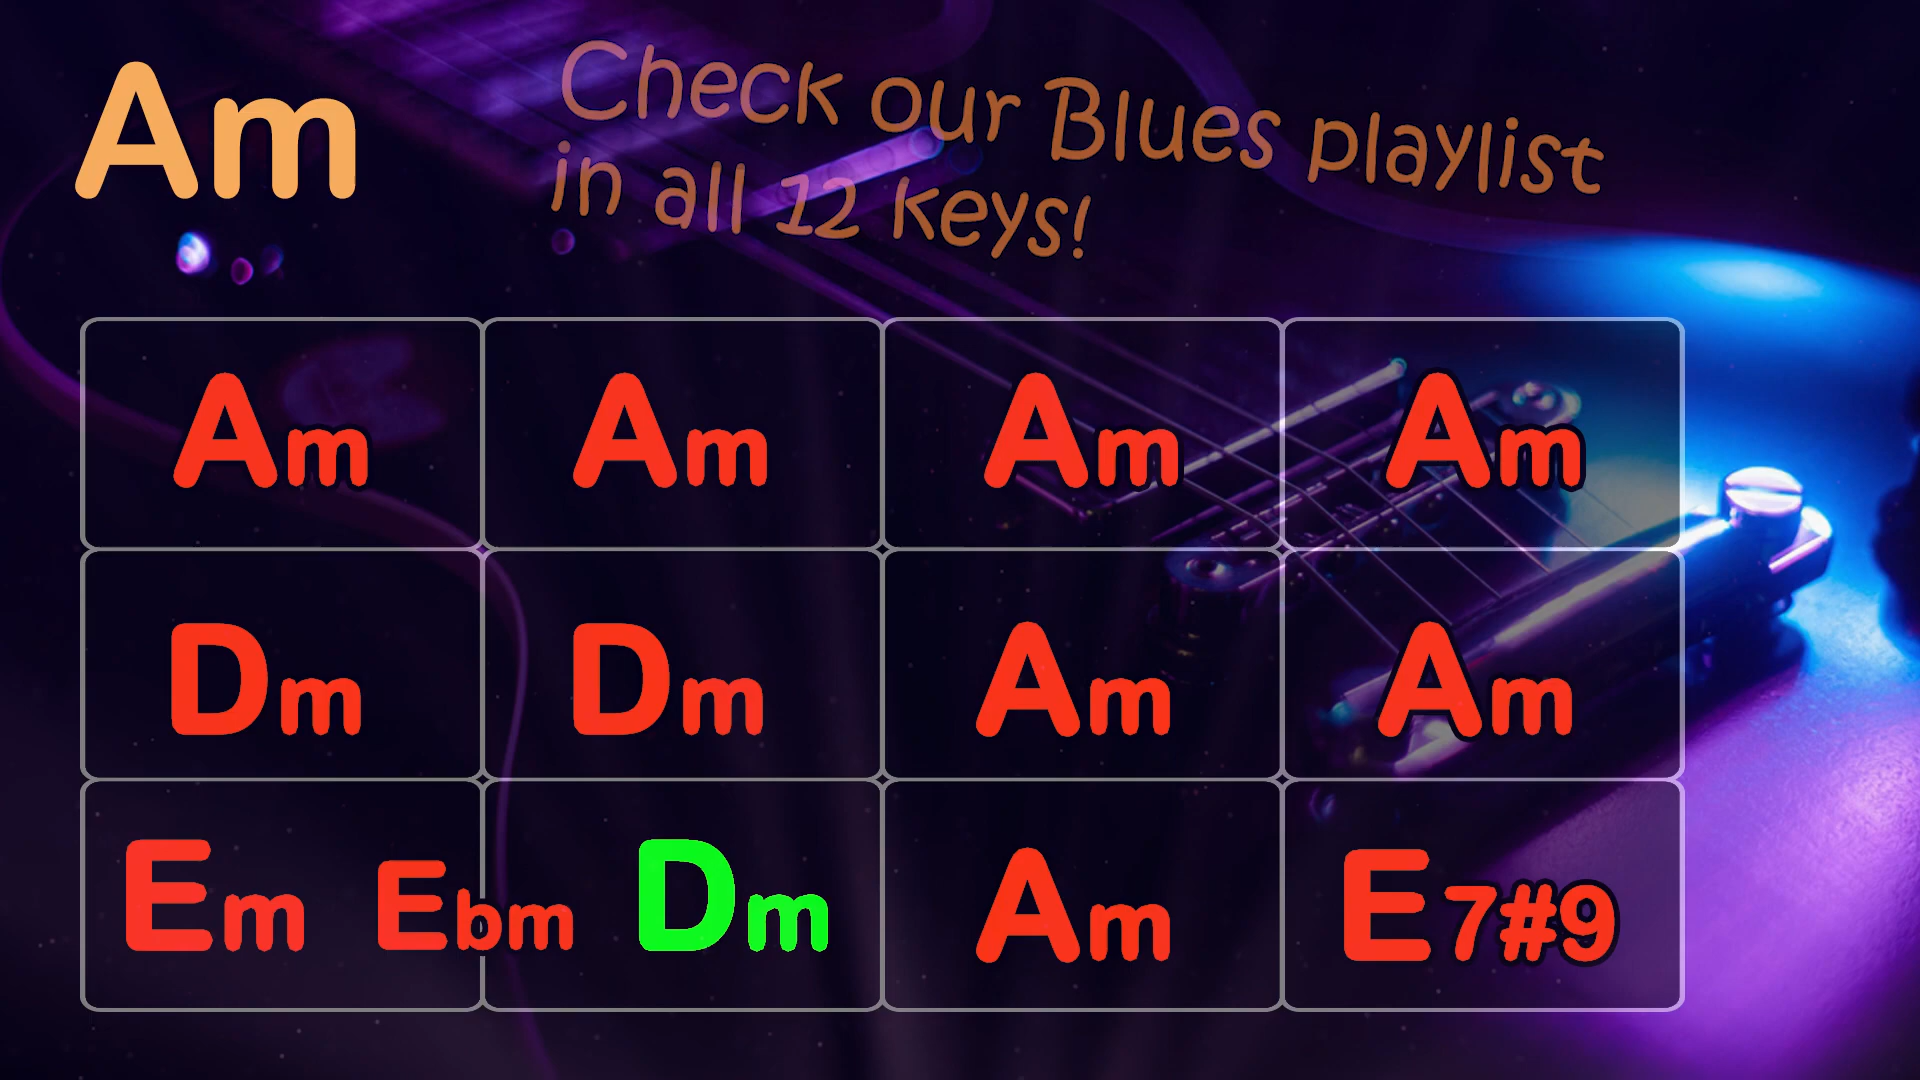 Am
Check our Blues playlist
in all 12 keys!
Am Am Am Am
Dm Dm Am Am
Em Ebm Dm Am E7#9